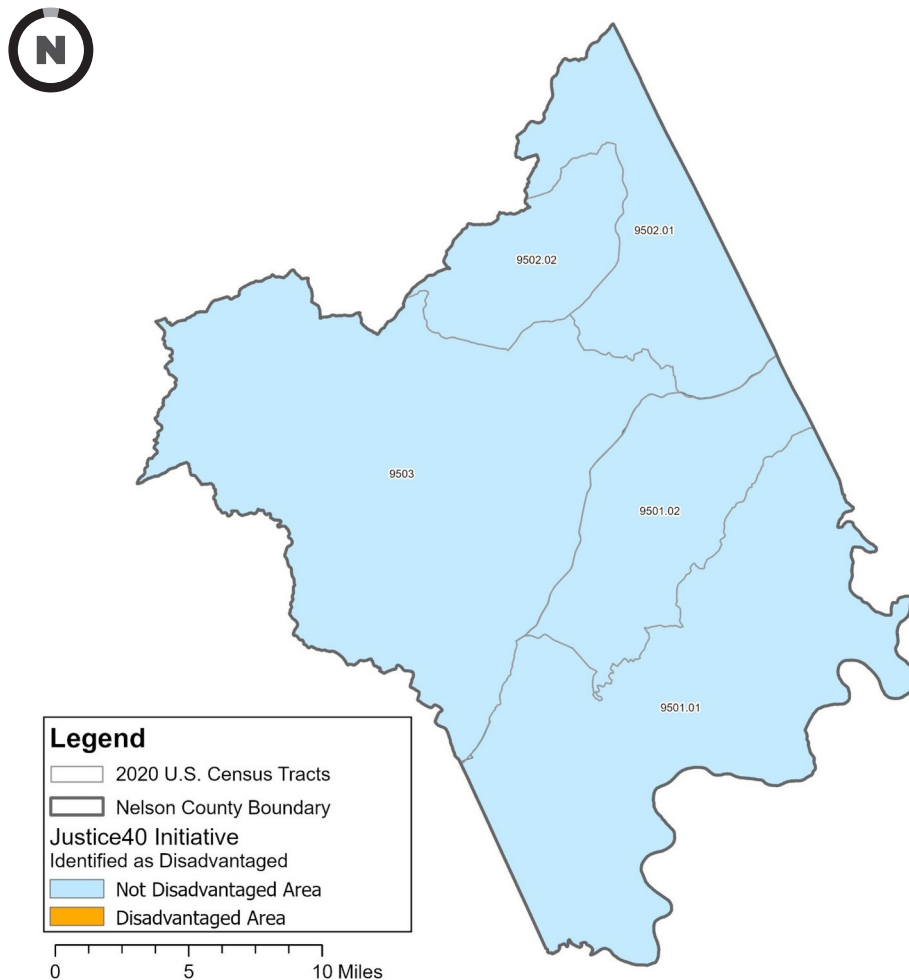 N
9502.01
9502.02
9503
9501.02
9501.01
Legend
2020 U.S. Census Tracts
Nelson County Boundary
Justice40 Initiative
Identified as Disadvantaged
Not Disadvantaged Area
Disadvantaged Area
0 5 10 Miles